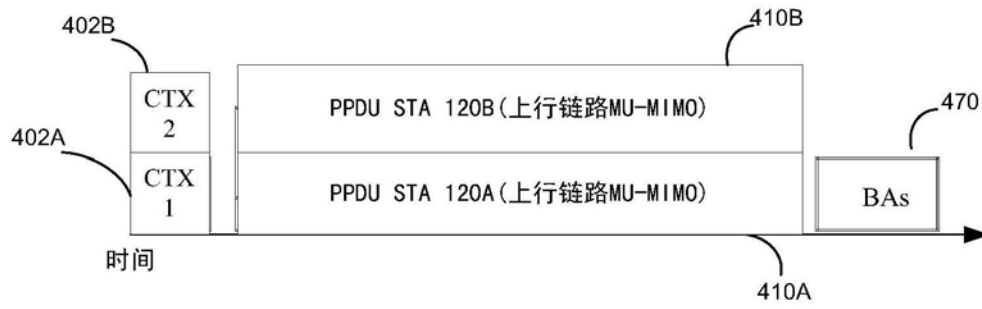 402B
410B
CTX
2
PPDU STA 120B(上行链路MU-MIMO)
470
402A
CTX
1
PPDU STA 120A(上行链路MU-MIMO)
BAs
时间
410A